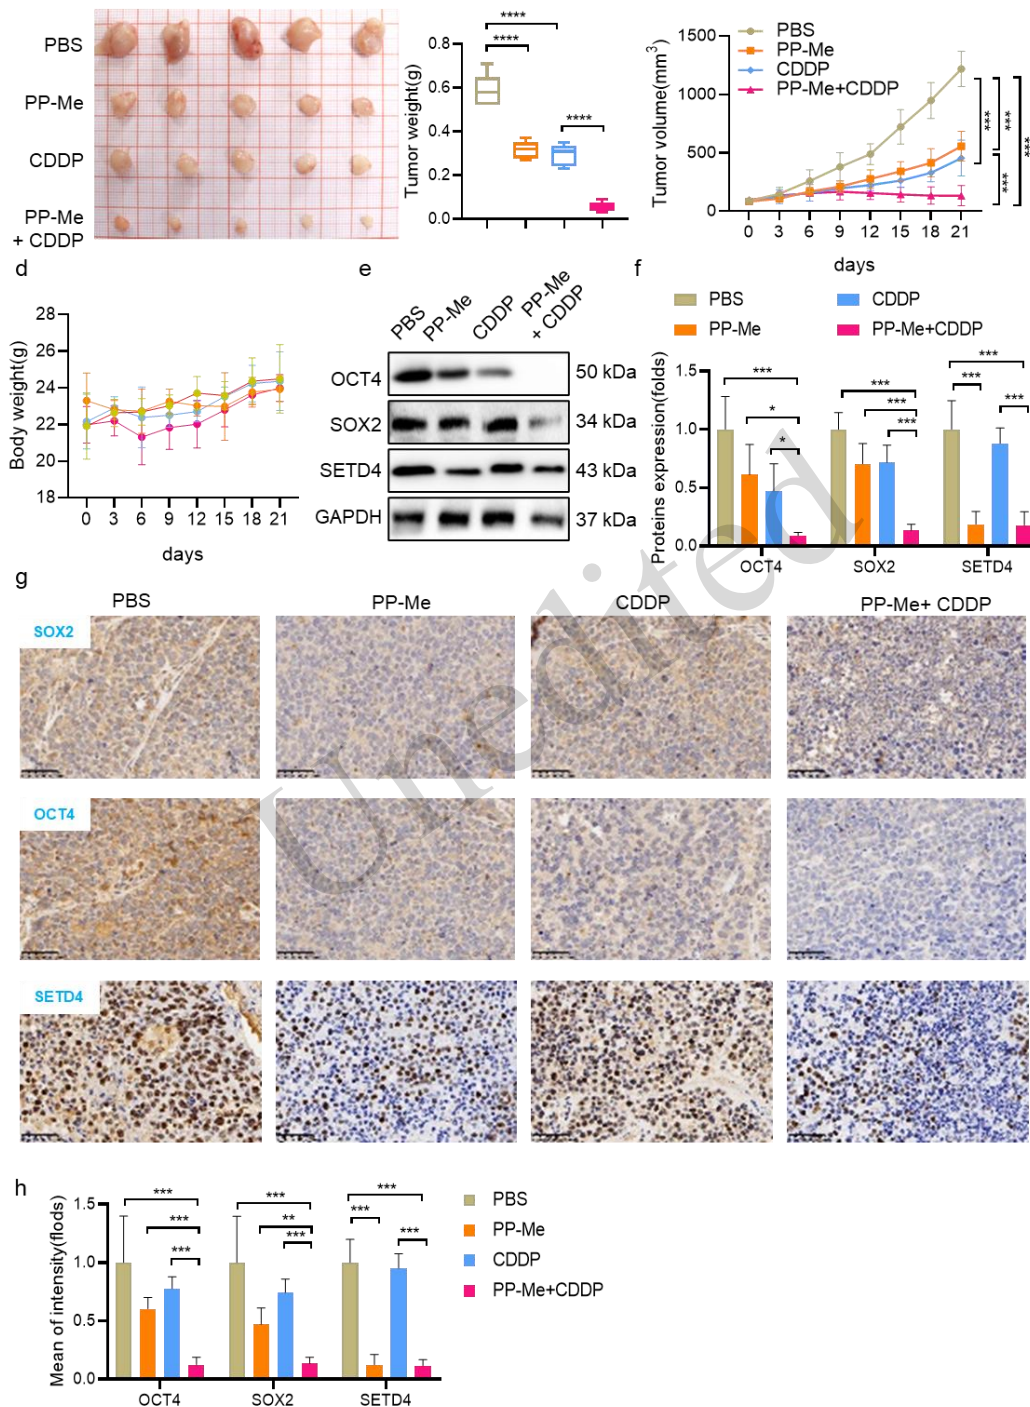 PBS
PP-Me
CDDP
PP-Me
+ CDDP
Tumor weight(g)
0.8
0.6
0.4
0.2
0.0
****
****
****
Tumor volume(mm³)
1500
1000
500
0
PBS
PP-Me
CDDP
PP-Me+CDDP
***
***
***
***
0 3 6 9 12 15 18 21
days
d
Body weight(g)
28
26
24
22
20
18
0 3 6 9 12 15 18 21
days
e
PBS
PP-Me
CDDP
PP-Me
+ CDDP
OCT4 50 kDa
SOX2 34 kDa
SETD4 43 kDa
GAPDH 37 kDa
f
PBS
CDDP
PP-Me
PP-Me+CDDP
Proteins expression(folds)
1.5
1.0
0.5
0.0
***
*
*
***
***
***
***
***
***
OCT4 SOX2 SETD4
g
PBS PP-Me CDDP PP-Me+ CDDP
SOX2
OCT4
SETD4
Unedited
h
Mean of intensity(flods)
1.5
1.0
0.5
0.0
***
***
***
***
**
***
***
***
***
OCT4 SOX2 SETD4
PBS
PP-Me
CDDP
PP-Me+CDDP